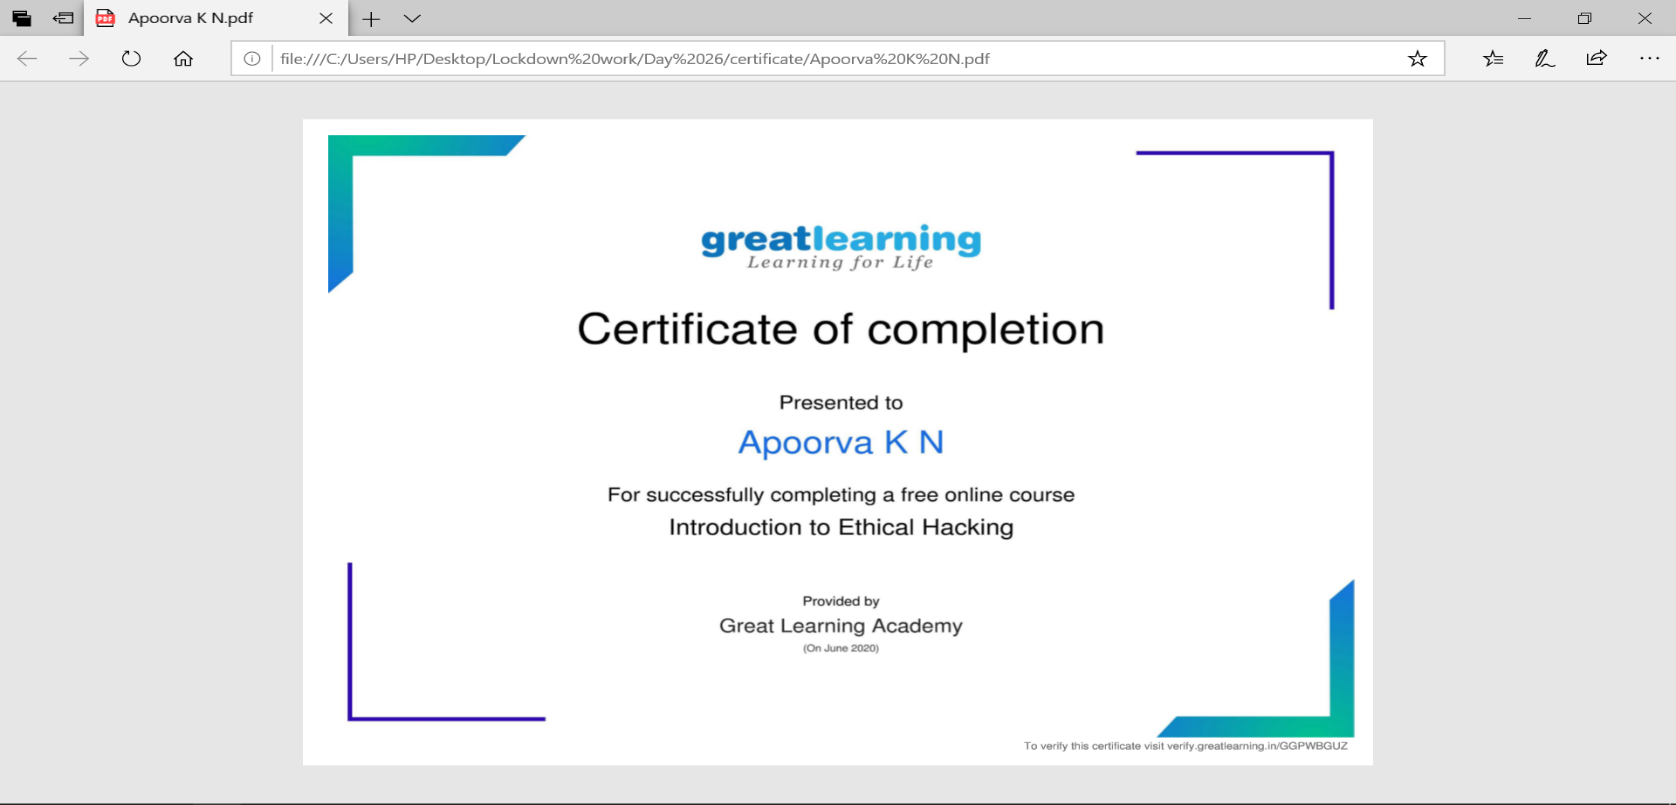 Apoorva K N.pdf
file:///C:/Users/HP/Desktop/Lockdown%20work/Day%2026/certificate/Apoorva%20K%20N.pdf
greatlearning
Learning for Life
Certificate of completion
Presented to
Apoorva K N
For successfully completing a free online course
Introduction to Ethical Hacking
Provided by
Great Learning Academy
(On June 2020)
To verify this certificate visit verify.greatlearning.in/GGPWBGUZ